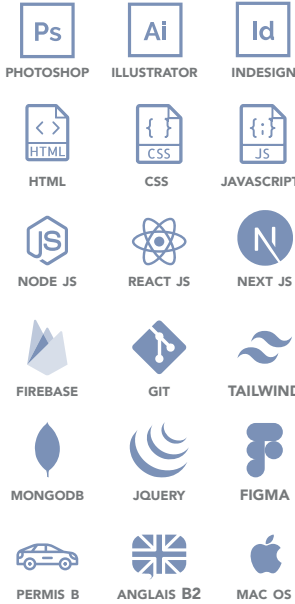 Ps Ai Id
PHOTOSHOP ILLUSTRATOR INDESIGN
< > { } {;}
HTML CSS JS
HTML CSS JAVASCRIPT
JS N
NODE JS REACT JS NEXT JS
FIREBASE GIT TAILWIND
MONGODB JQUERY FIGMA
PERMIS B ANGLAIS B2 MAC OS